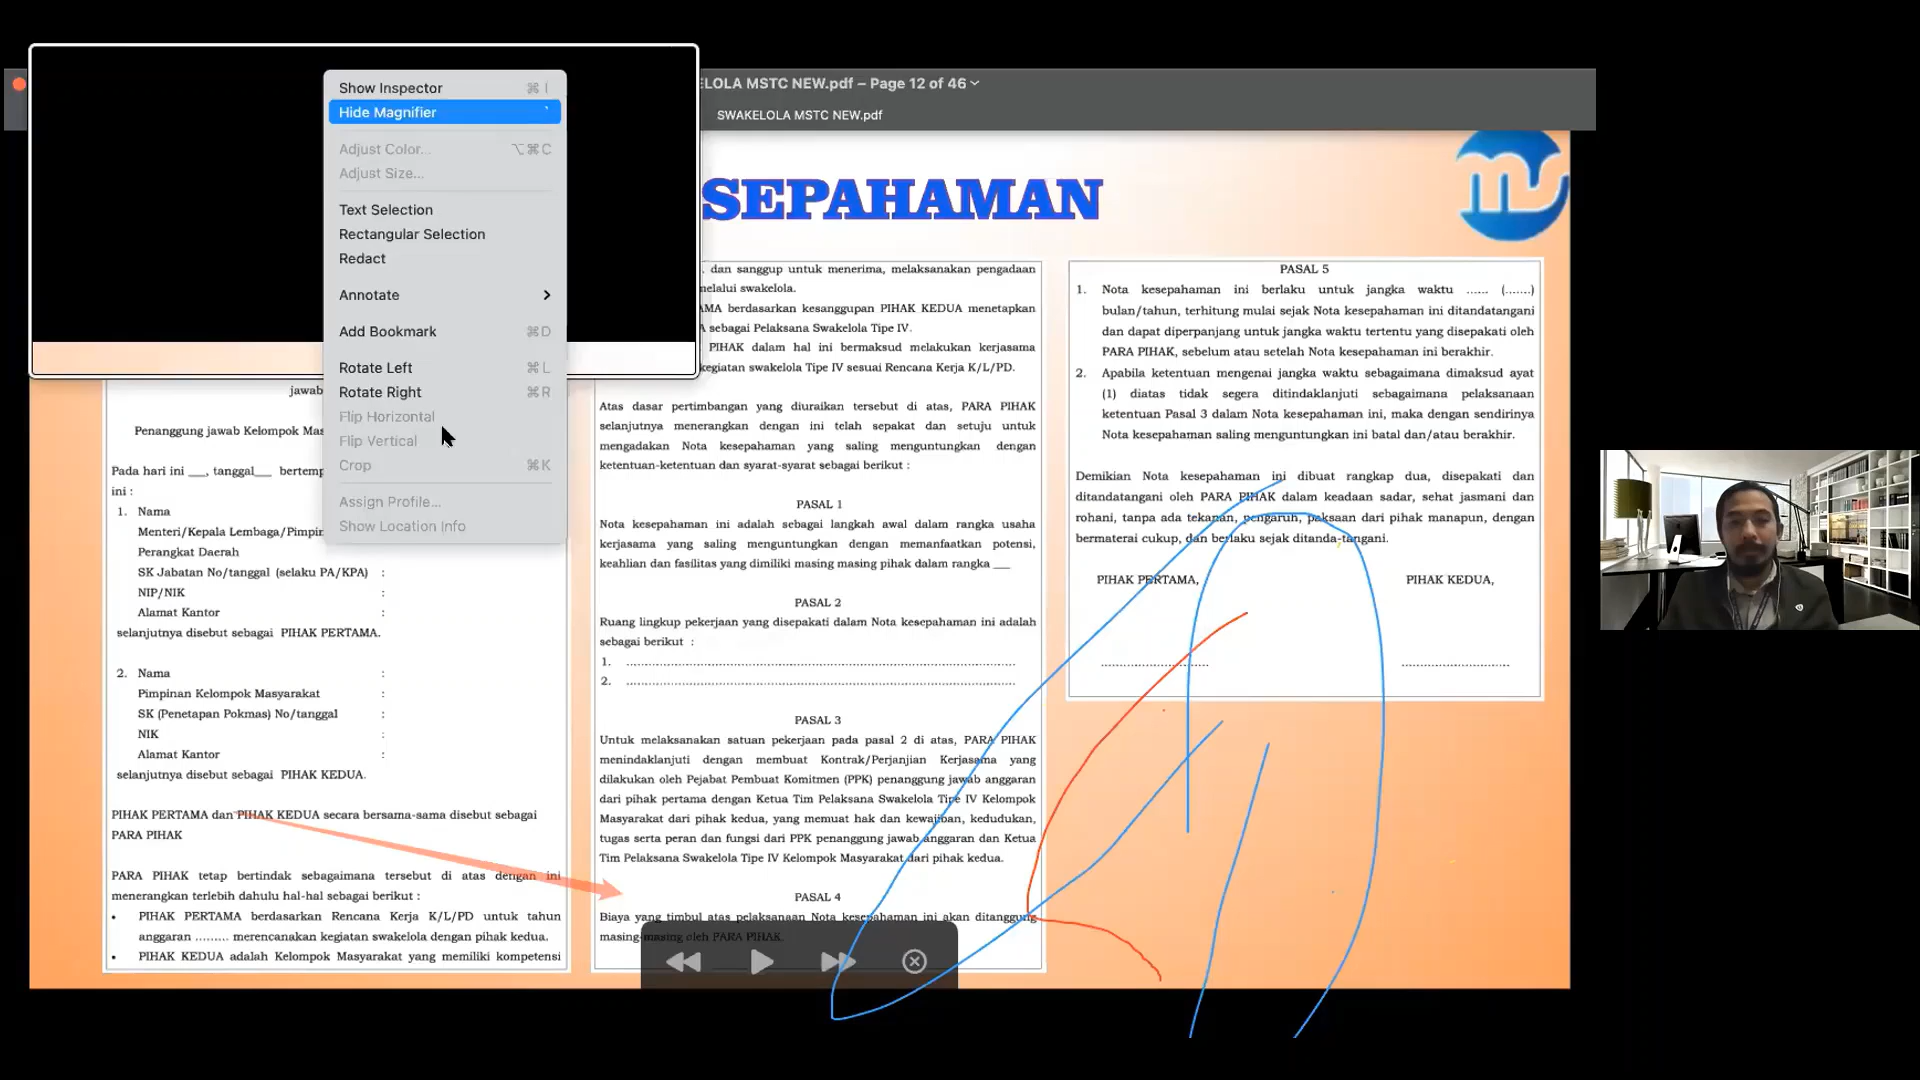 ELOLA MSTC NEW.pdf – Page 12 of 46
SWAKELOLA MSTC NEW.pdf
Show Inspector ⌘ I
Hide Magnifier `
Adjust Color... ⌥⌘C
Adjust Size...
Text Selection
Rectangular Selection
Redact
Annotate
Add Bookmark ⌘D
Rotate Left ⌘L
Rotate Right ⌘R
Flip Horizontal
Flip Vertical
Crop ⌘K
Assign Profile...
Show Location Info
SEPAHAMAN
ms
jawab
Penanggung jawab Kelompok Mas
Pada hari ini ___, tanggal___ bertemp
ini :
1. Nama
Menteri/Kepala Lembaga/Pimpin
Perangkat Daerah
SK Jabatan No/tanggal (selaku PA/KPA) :
NIP/NIK :
Alamat Kantor :
selanjutnya disebut sebagai PIHAK PERTAMA.
2. Nama :
Pimpinan Kelompok Masyarakat :
SK (Penetapan Pokmas) No/tanggal :
NIK :
Alamat Kantor :
selanjutnya disebut sebagai PIHAK KEDUA.
PIHAK PERTAMA dan PIHAK KEDUA secara bersama-sama disebut sebagai
PARA PIHAK
PARA PIHAK tetap bertindak sebagaimana tersebut di atas dengan ini
menerangkan terlebih dahulu hal-hal sebagai berikut :
• PIHAK PERTAMA berdasarkan Rencana Kerja K/L/PD untuk tahun
anggaran ......... merencanakan kegiatan swakelola dengan pihak kedua.
• PIHAK KEDUA adalah Kelompok Masyarakat yang memiliki kompetensi
. dan sanggup untuk menerima, melaksanakan pengadaan
melalui swakelola.
AMA berdasarkan kesanggupan PIHAK KEDUA menetapkan
A sebagai Pelaksana Swakelola Tipe IV.
PIHAK dalam hal ini bermaksud melakukan kerjasama
kegiatan swakelola Tipe IV sesuai Rencana Kerja K/L/PD.
Atas dasar pertimbangan yang diuraikan tersebut di atas, PARA PIHAK
selanjutnya menerangkan dengan ini telah sepakat dan setuju untuk
mengadakan Nota kesepahaman yang saling menguntungkan dengan
ketentuan-ketentuan dan syarat-syarat sebagai berikut :
PASAL 1
Nota kesepahaman ini adalah sebagai langkah awal dalam rangka usaha
kerjasama yang saling menguntungkan dengan memanfaatkan potensi,
keahlian dan fasilitas yang dimiliki masing masing pihak dalam rangka ___
PASAL 2
Ruang lingkup pekerjaan yang disepakati dalam Nota kesepahaman ini adalah
sebagai berikut :
1. ........................................
2. ........................................
PASAL 3
Untuk melaksanakan satuan pekerjaan pada pasal 2 di atas, PARA PIHAK
menindaklanjuti dengan membuat Kontrak/Perjanjian Kerjasama yang
dilakukan oleh Pejabat Pembuat Komitmen (PPK) penanggung jawab anggaran
dari pihak pertama dengan Ketua Tim Pelaksana Swakelola Tipe IV Kelompok
Masyarakat dari pihak kedua, yang memuat hak dan kewajiban, kedudukan,
tugas serta peran dan fungsi dari PPK penanggung jawab anggaran dan Ketua
Tim Pelaksana Swakelola Tipe IV Kelompok Masyarakat dari pihak kedua.
PASAL 4
Biaya yang timbul atas pelaksanaan Nota kesepahaman ini akan ditanggung
masing-masing oleh PARA PIHAK.
PASAL 5
1. Nota kesepahaman ini berlaku untuk jangka waktu ...... (.......)
bulan/tahun, terhitung mulai sejak Nota kesepahaman ini ditandatangani
dan dapat diperpanjang untuk jangka waktu tertentu yang disepakati oleh
PARA PIHAK, sebelum atau setelah Nota kesepahaman ini berakhir.
2. Apabila ketentuan mengenai jangka waktu sebagaimana dimaksud ayat
(1) diatas tidak segera ditindaklanjuti sebagaimana pelaksanaan
ketentuan Pasal 3 dalam Nota kesepahaman ini, maka dengan sendirinya
Nota kesepahaman saling menguntungkan ini batal dan/atau berakhir.
Demikian Nota kesepahaman ini dibuat rangkap dua, disepakati dan
ditandatangani oleh PARA PIHAK dalam keadaan sadar, sehat jasmani dan
rohani, tanpa ada tekanan, pengaruh, paksaan dari pihak manapun, dengan
bermaterai cukup, dan berlaku sejak ditanda-tangani.
PIHAK PERTAMA, PIHAK KEDUA,
........................... ...........................